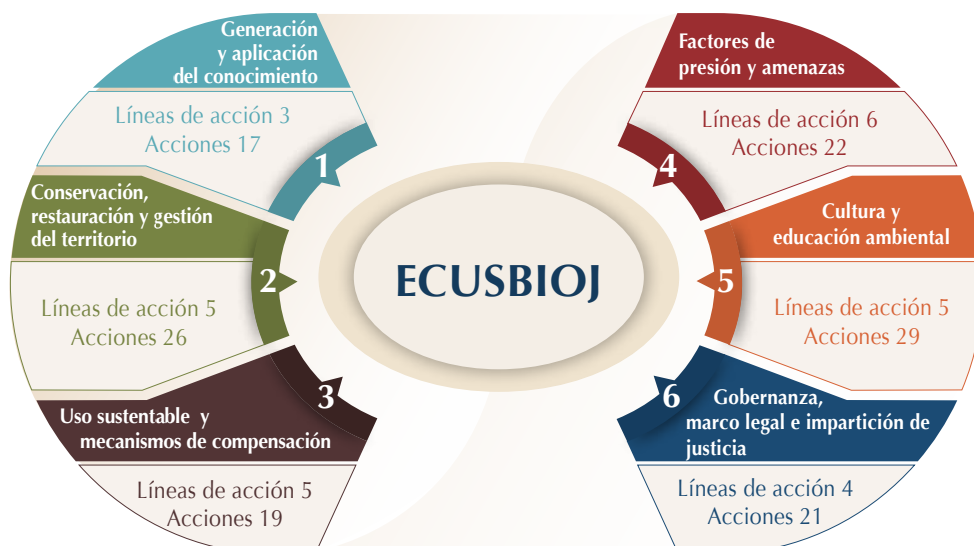 Generación
y aplicación
del conocimiento
Líneas de acción 3
Acciones 17
1
Conservación,
restauración y gestión
del territorio
Líneas de acción 5
Acciones 26
2
Uso sustentable y
mecanismos de compensación
Líneas de acción 5
Acciones 19
3
ECUSBIOJ
Factores de
presión y amenazas
Líneas de acción 6
Acciones 22
4
Cultura y
educación ambiental
Líneas de acción 5
Acciones 29
5
Gobernanza,
marco legal e impartición de
justicia
Líneas de acción 4
Acciones 21
6